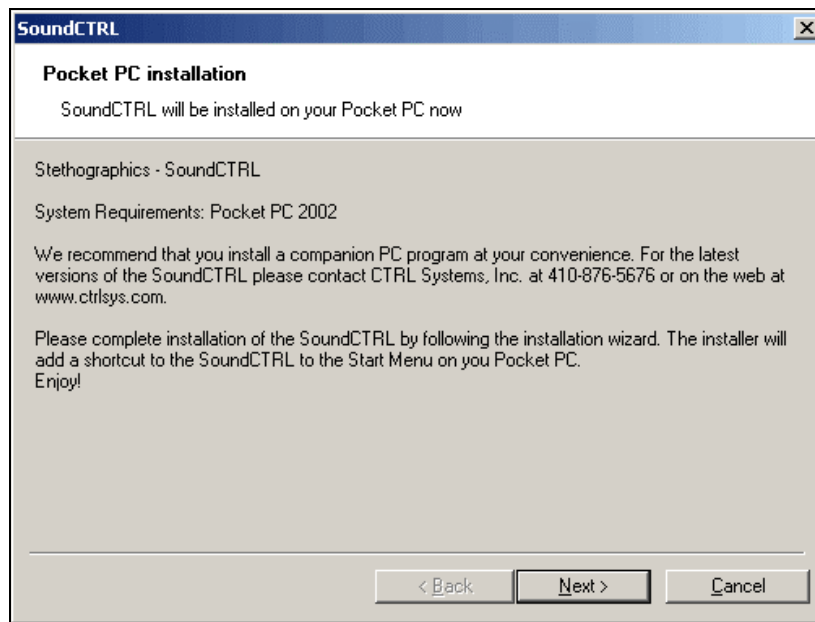 SoundCTRL
Pocket PC installation
SoundCTRL will be installed on your Pocket PC now
Stethographics - SoundCTRL
System Requirements: Pocket PC 2002
We recommend that you install a companion PC program at your convenience. For the latest
versions of the SoundCTRL please contact CTRL Systems, Inc. at 410-876-5676 or on the web at
www.ctrlsys.com.
Please complete installation of the SoundCTRL by following the installation wizard. The installer will
add a shortcut to the SoundCTRL to the Start Menu on you Pocket PC.
Enjoy!
< Back
Next >
Cancel